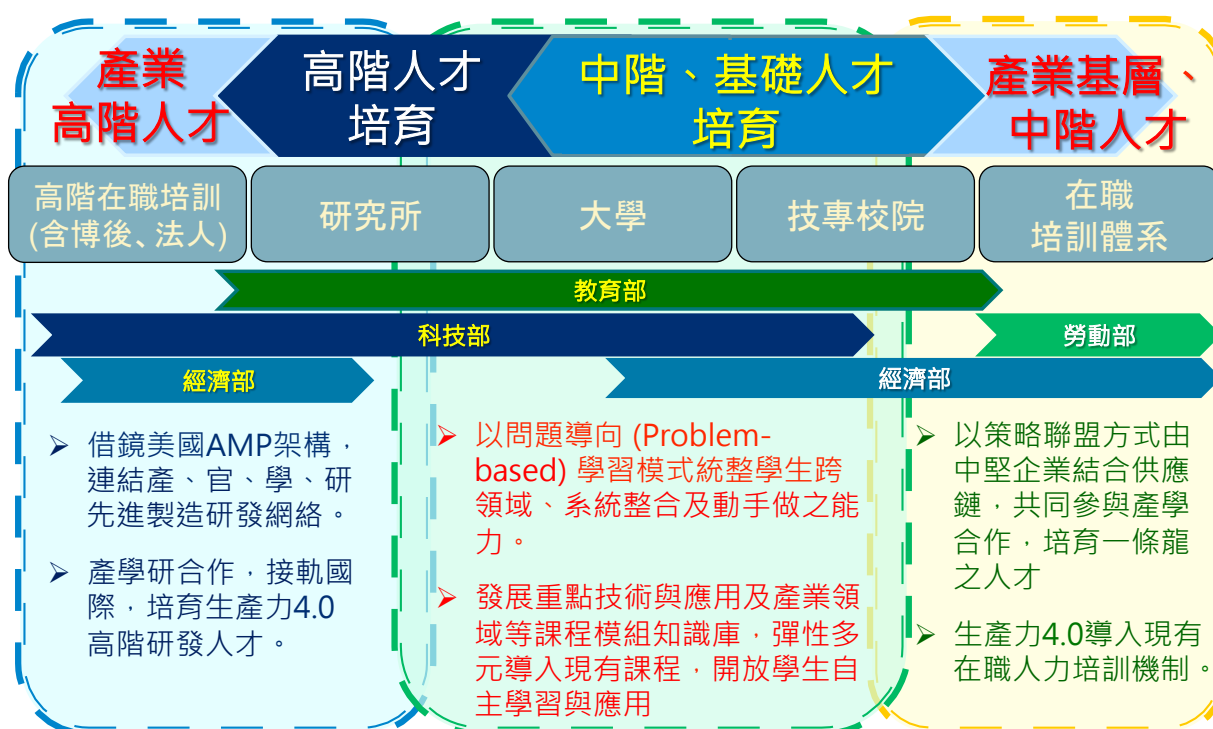 產業
高階人才
高階人才
培育
中階、基礎人才
培育
產業基層、
中階人才
高階在職培訓
(含博後、法人)
研究所
大學
技專校院
在職
培訓體系
教育部
科技部
勞動部
經濟部
經濟部
➢ 借鏡美國AMP架構，
連結產、官、學、研
先進製造研發網絡。
➢ 產學研合作，接軌國
際，培育生產力4.0
高階研發人才。
➢ 以問題導向 (Problem-
based) 學習模式統整學生跨
領域、系統整合及動手做之能
力。
➢ 發展重點技術與應用及產業領
域等課程模組知識庫，彈性多
元導入現有課程，開放學生自
主學習與應用
➢ 以策略聯盟方式由
中堅企業結合供應
鏈，共同參與產學
合作，培育一條龍
之人才
➢ 生產力4.0導入現有
在職人力培訓機制。